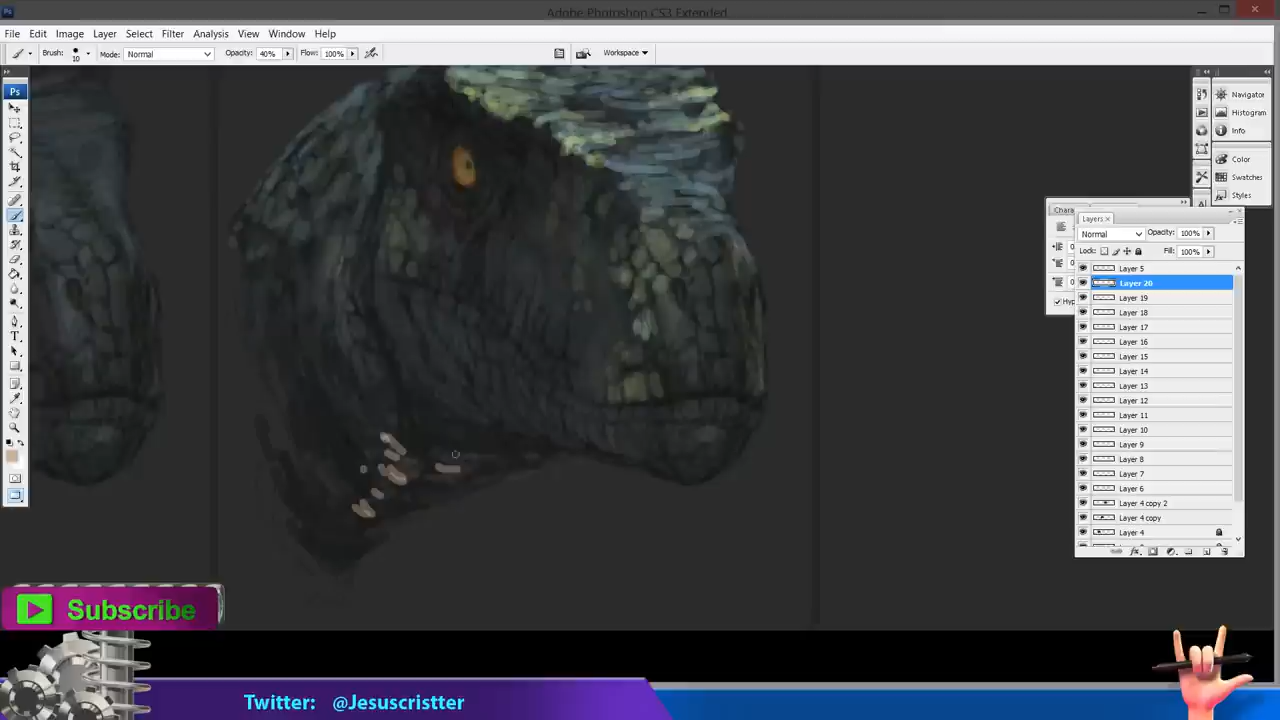 Adobe Photoshop CS3 Extended
File Edit Image Layer Select Filter Analysis View Window Help
Brush: 10 Mode: Normal Opacity: 40% Flow: 100% Workspace
Ps
Navigator
Histogram
Info
Color
Swatches
Styles
Chara
Layers
Normal Opacity: 100%
Lock: Fill: 100%
Layer 5
Layer 20
Layer 19
Hyp
Layer 18
Layer 17
Layer 16
Layer 15
Layer 14
Layer 13
Layer 12
Layer 11
Layer 10
Layer 9
Layer 8
Layer 7
Layer 6
Layer 4 copy 2
Layer 4 copy
Layer 4
Subscribe
Twitter: @Jesuscristter